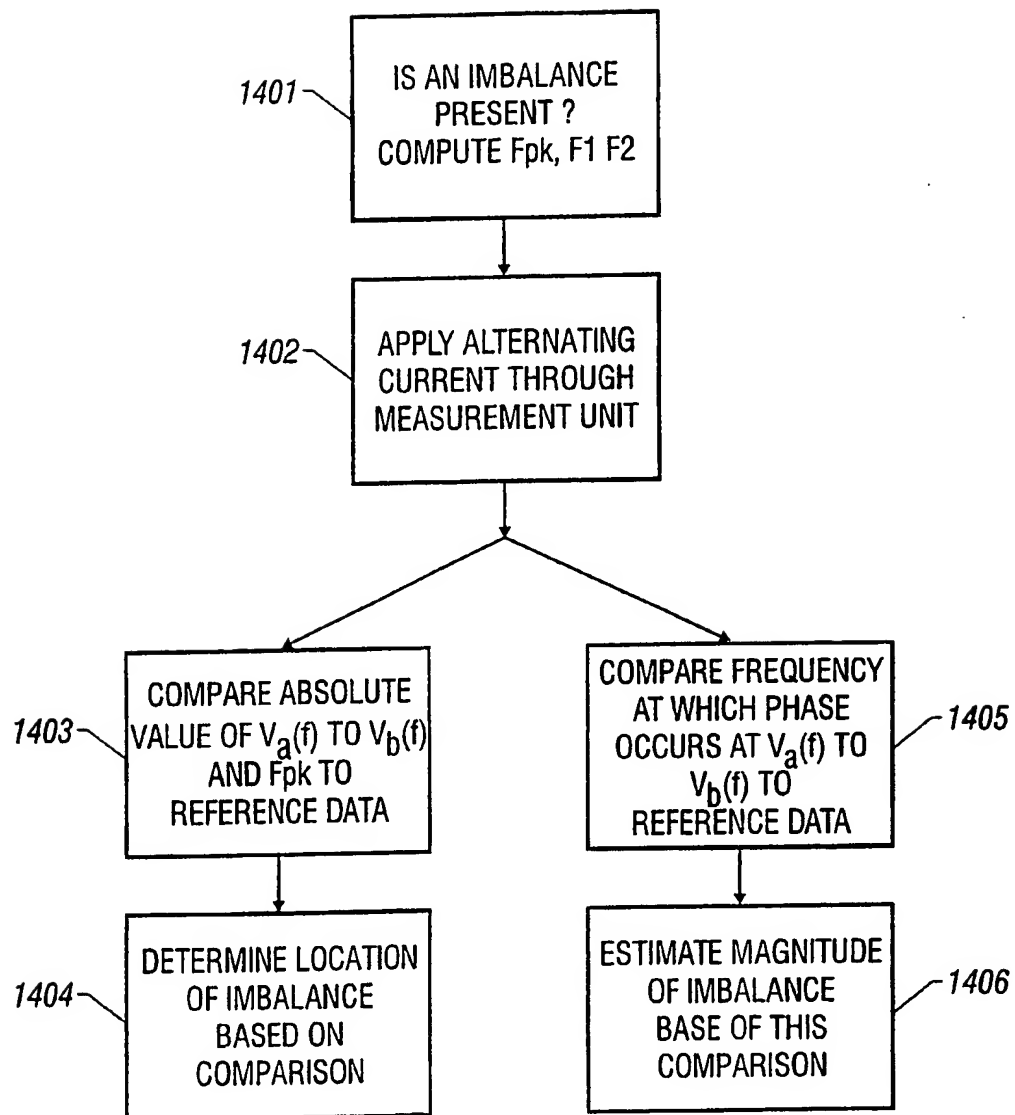 1401
IS AN IMBALANCE
PRESENT ?
COMPUTE Fpk, F1 F2
1402
APPLY ALTERNATING
CURRENT THROUGH
MEASUREMENT UNIT
1403
COMPARE ABSOLUTE
VALUE OF Va(f) TO Vb(f)
AND Fpk TO
REFERENCE DATA
COMPARE FREQUENCY
AT WHICH PHASE
OCCURS AT Va(f) TO
Vb(f) TO
REFERENCE DATA
1405
1404
DETERMINE LOCATION
OF IMBALANCE
BASED ON
COMPARISON
ESTIMATE MAGNITUDE
OF IMBALANCE
BASE OF THIS
COMPARISON
1406